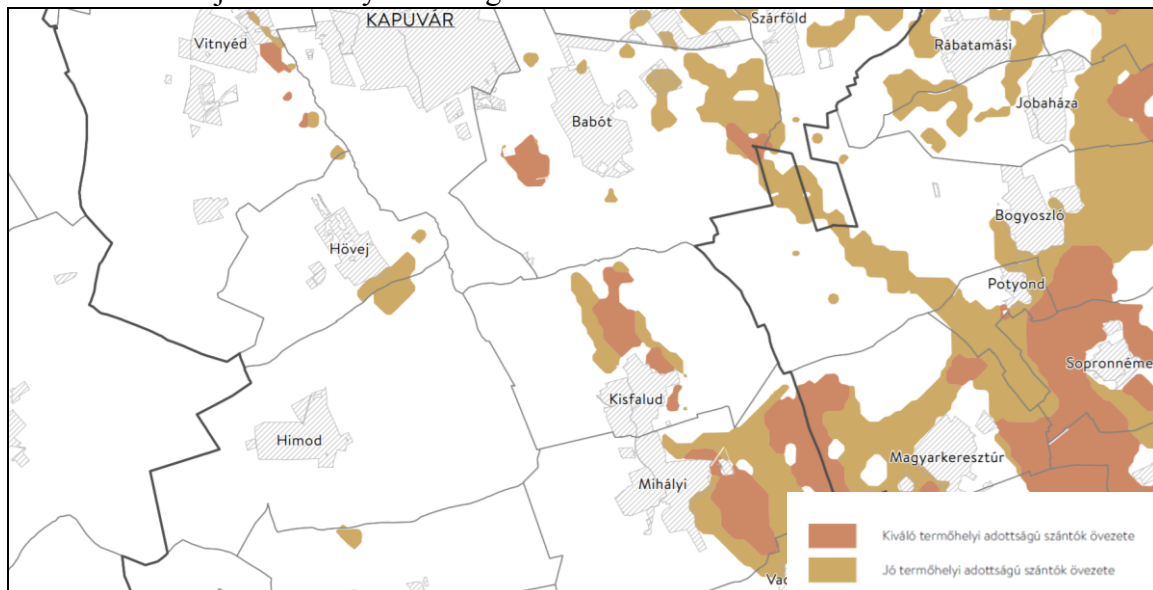 KAPUVÁR
Szárföld
Vitnyéd
Rábatamási
Jobaháza
Babót
Bogyoszló
Hövej
Potyond
Sopronnéme
Kisfalud
Himod
Magyarkeresztúr
Mihályi
Kiváló termőhelyi adottságú szántók övezete
Jó termőhelyi adottságú szántók övezete